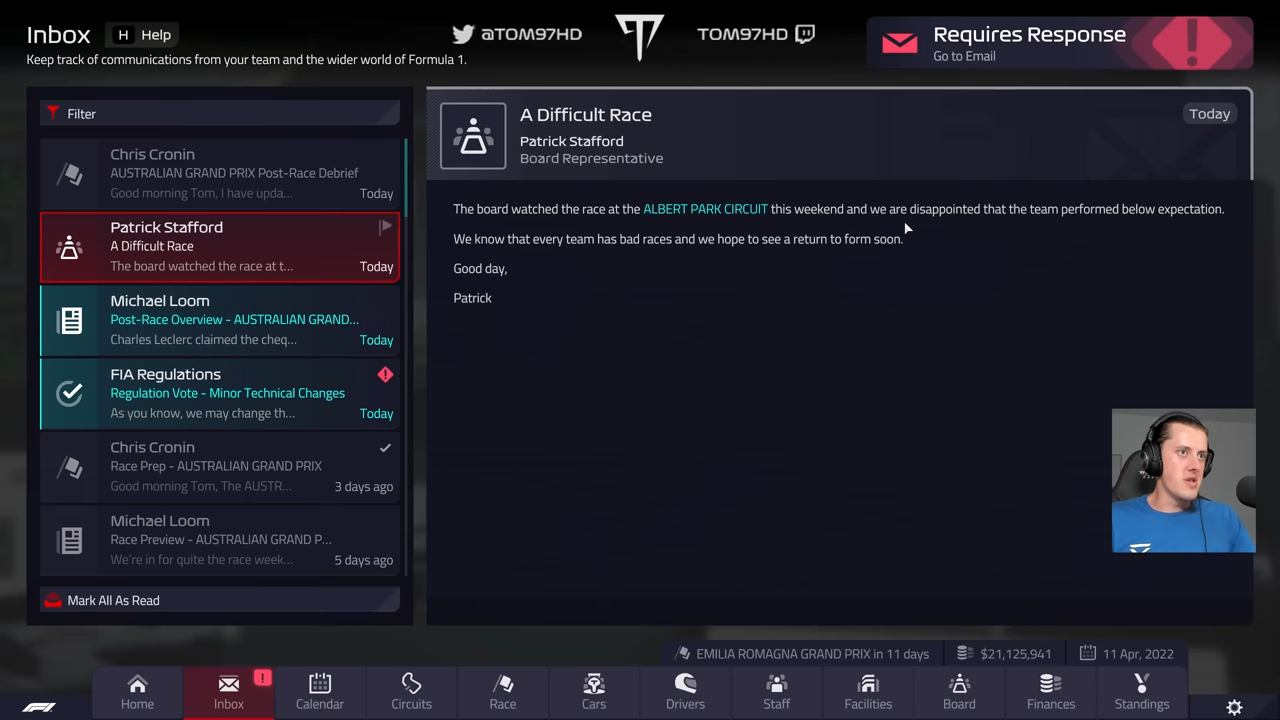 Inbox
H Help
Keep track of communications from your team and the wider world of Formula 1.
@TOM97HD
TOM97HD
Requires Response
Go to Email
Filter
Chris Cronin
AUSTRALIAN GRAND PRIX Post-Race Debrief
Good morning Tom, I have upda...
Today
Patrick Stafford
A Difficult Race
The board watched the race at t...
Today
Michael Loom
Post-Race Overview - AUSTRALIAN GRAND...
Charles Leclerc claimed the cheq...
Today
FIA Regulations
Regulation Vote - Minor Technical Changes
As you know, we may change th...
Today
Chris Cronin
Race Prep - AUSTRALIAN GRAND PRIX
Good morning Tom, The AUSTR...
3 days ago
Michael Loom
Race Preview - AUSTRALIAN GRAND P...
We're in for quite the race week...
5 days ago
Mark All As Read
A Difficult Race
Today
Patrick Stafford
Board Representative
The board watched the race at the ALBERT PARK CIRCUIT this weekend and we are disappointed that the team performed below expectation.
We know that every team has bad races and we hope to see a return to form soon.
Good day,
Patrick
EMILIA ROMAGNA GRAND PRIX in 11 days
$21,125,941
11 Apr, 2022
Home
Inbox
!
Calendar
Circuits
Race
Cars
Drivers
Staff
Facilities
Board
Finances
Standings